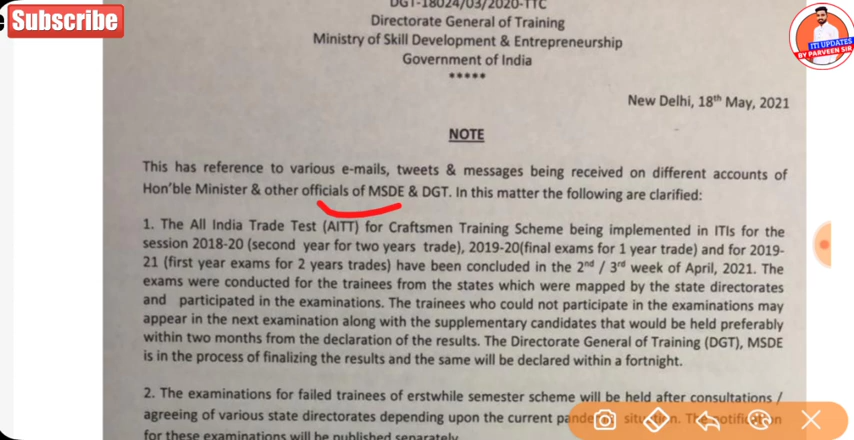 e Subscribe
DGT-18024/03/2020-TTC
Directorate General of Training
Ministry of Skill Development & Entrepreneurship
Government of India
*****
ITI UPDATES
BY PARVEEN SIR
New Delhi, 18th May, 2021
NOTE
This has reference to various e-mails, tweets & messages being received on different accounts of
Hon'ble Minister & other officials of MSDE & DGT. In this matter the following are clarified:
1. The All India Trade Test (AITT) for Craftsmen Training Scheme being implemented in ITIs for the
session 2018-20 (second year for two years trade), 2019-20(final exams for 1 year trade) and for 2019-
21 (first year exams for 2 years trades) have been concluded in the 2nd / 3rd week of April, 2021. The
exams were conducted for the trainees from the states which were mapped by the state directorates
and participated in the examinations. The trainees who could not participate in the examinations may
appear in the next examination along with the supplementary candidates that would be held preferably
within two months from the declaration of the results. The Directorate General of Training (DGT), MSDE
is in the process of finalizing the results and the same will be declared within a fortnight.
2. The examinations for failed trainees of erstwhile semester scheme will be held after consultations /
agreeing of various state directorates depending upon the current
for these examinations will be published separately